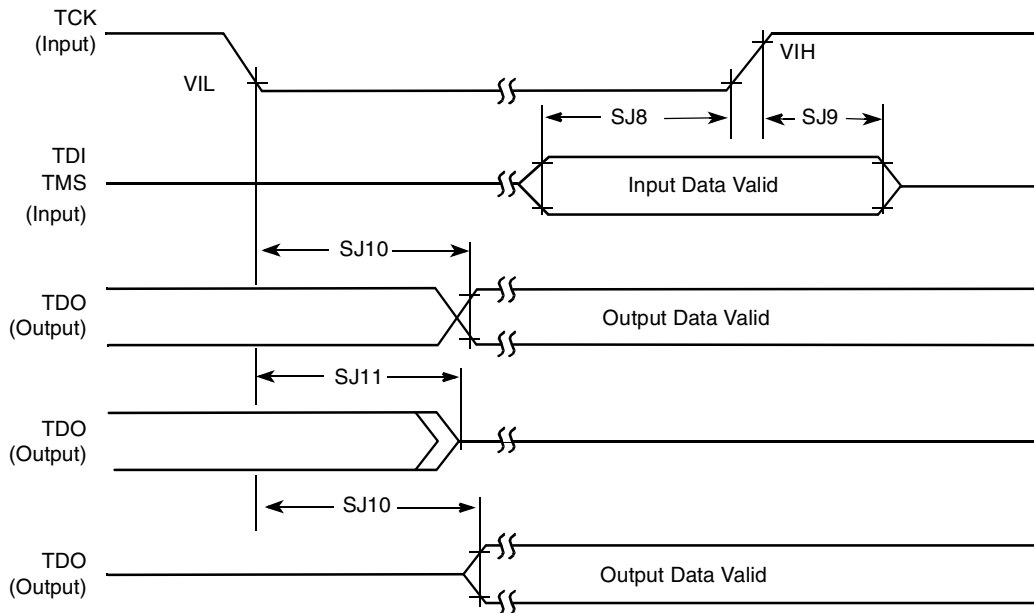 TCK
(Input)
VIL
VIH
SJ8
SJ9
TDI
TMS
(Input)
Input Data Valid
SJ10
TDO
(Output)
Output Data Valid
SJ11
TDO
(Output)
SJ10
TDO
(Output)
Output Data Valid